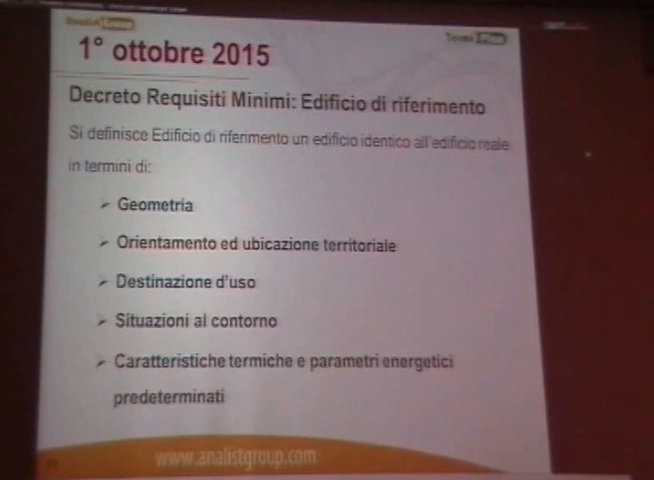 1° ottobre 2015
Decreto Requisiti Minimi: Edificio di riferimento
Si definisce Edificio di riferimento un edificio identico all'edificio reale
in termini di:
➢ Geometria
➢ Orientamento ed ubicazione territoriale
➢ Destinazione d'uso
➢ Situazioni al contorno
➢ Caratteristiche termiche e parametri energetici
predeterminati
www.analistgroup.com